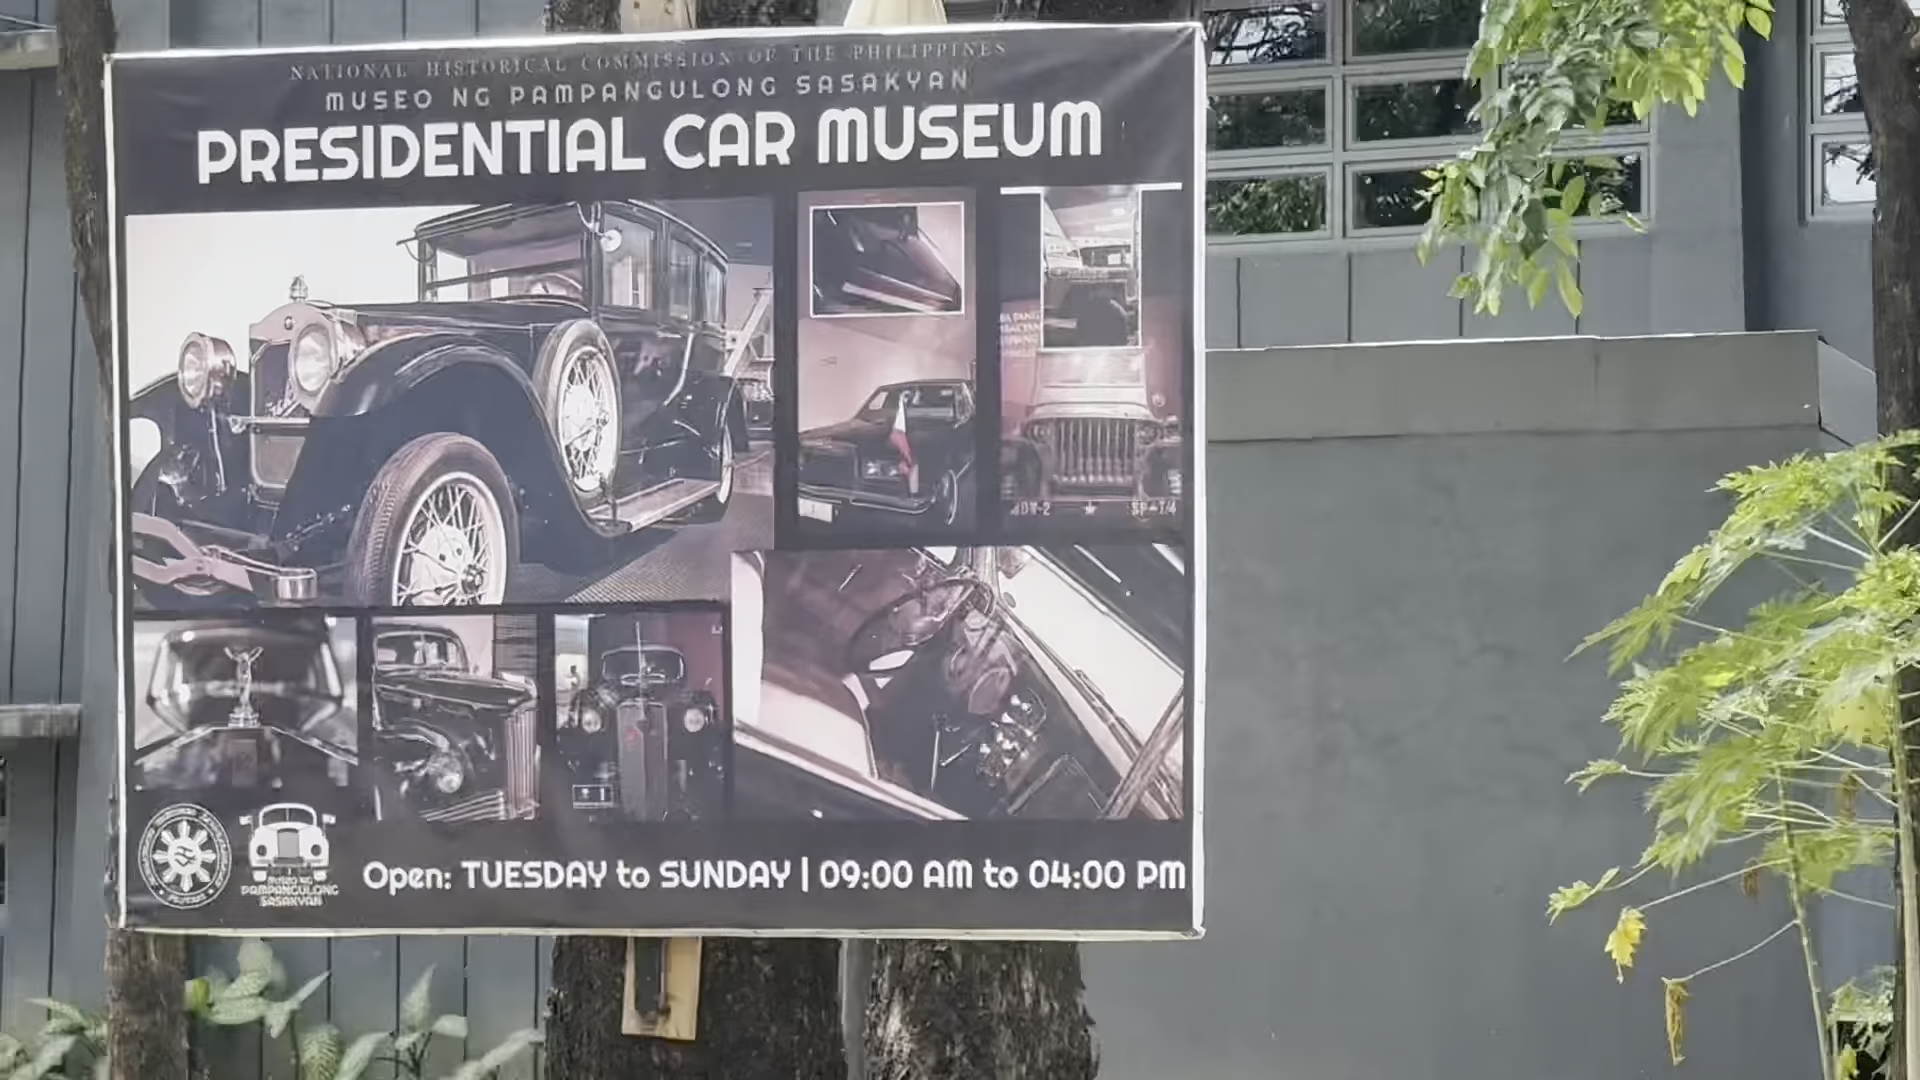 NATIONAL HISTORICAL COMMISSION OF THE PHILIPPINES
MUSEO NG PAMPANGULONG SASAKYAN
PRESIDENTIAL CAR MUSEUM
MUSEO NG
PAMPANGULONG
SASAKYAN
Open: TUESDAY to SUNDAY | 09:00 AM to 04:00 PM